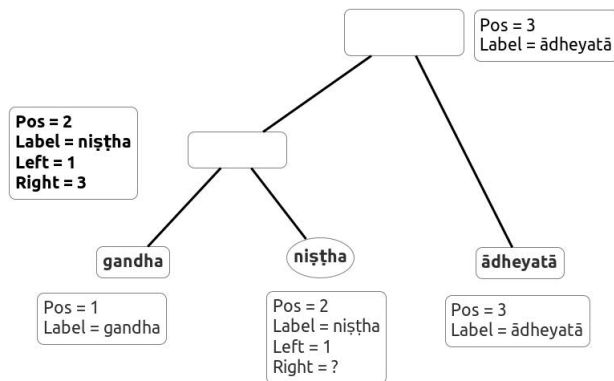 Pos = 3
Label = ādheyatā
Pos = 2
Label = niṣṭha
Left = 1
Right = 3
gandha
niṣṭha
ādheyatā
Pos = 1
Label = gandha
Pos = 2
Label = niṣṭha
Left = 1
Right = ?
Pos = 3
Label = ādheyatā